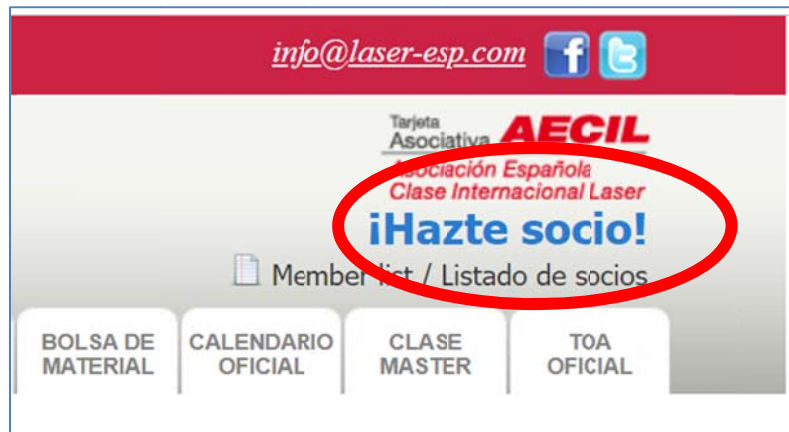 info@laser-esp.com
Tarjeta
Asociativa AECIL
Asociación Española
Clase Internacional Laser
¡Hazte socio!
Member list / Listado de socios
BOLSA DE
MATERIAL
CALENDARIO
OFICIAL
CLASE
MASTER
TOA
OFICIAL